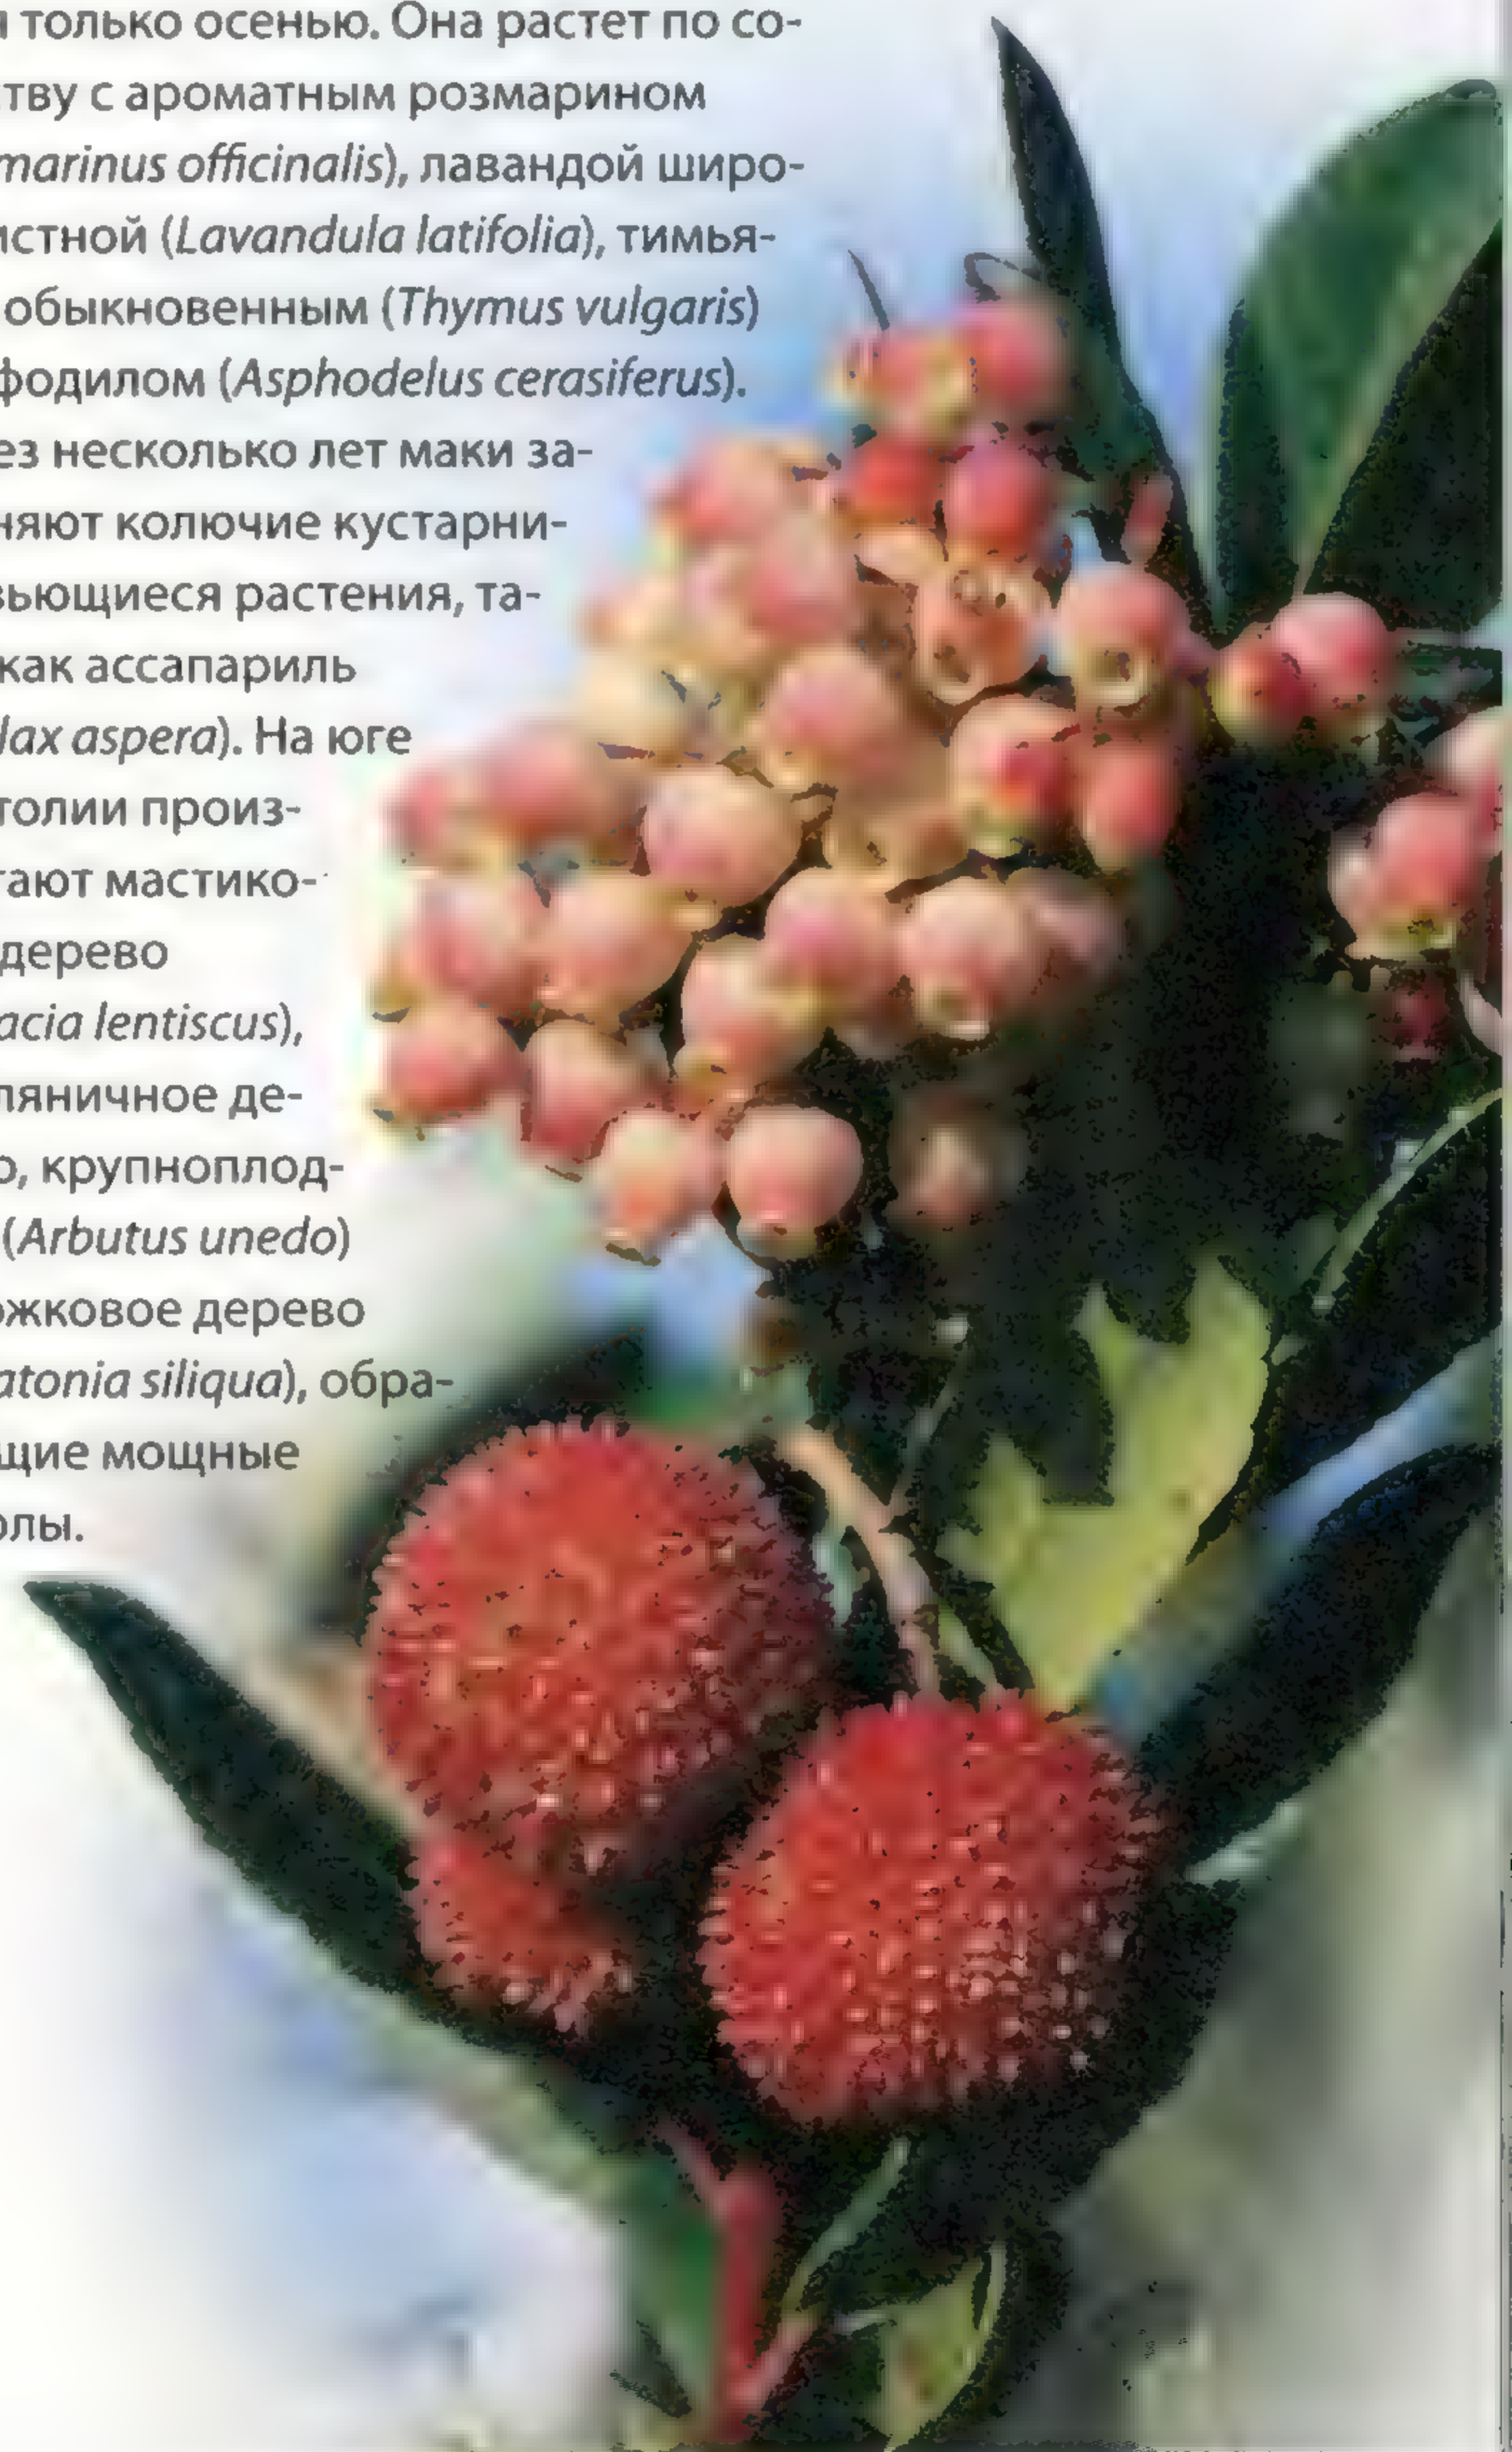 только осенью. Она растет по со-
тву с ароматным розмарином
marinus officinalis), лавандой широ-
истной (Lavandula latifolia), тимья-
обыкновенным (Thymus vulgaris)
фодилом (Asphodelus cerasiferus).
ез несколько лет маки за-
няют колючие кустарни-
вьющиеся растения, та-
как ассапариль
lax aspera). На юге
толии произ-
тают мастико-
дерево
acia lentiscus),
ляничное де-
о, крупноплод-
(Arbutus unedo)
ожковое дерево
atonia siliqua), обра-
щие мощные
олы.